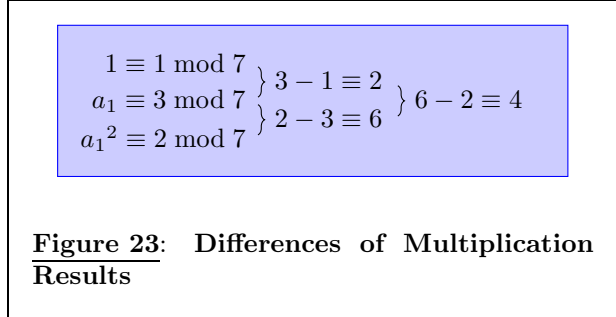 1 ≡ 1 mod 7
} 3 − 1 ≡ 2
a₁ ≡ 3 mod 7
} 6 − 2 ≡ 4
} 2 − 3 ≡ 6
a₁² ≡ 2 mod 7
Figure 23: Differences of Multiplication
Results